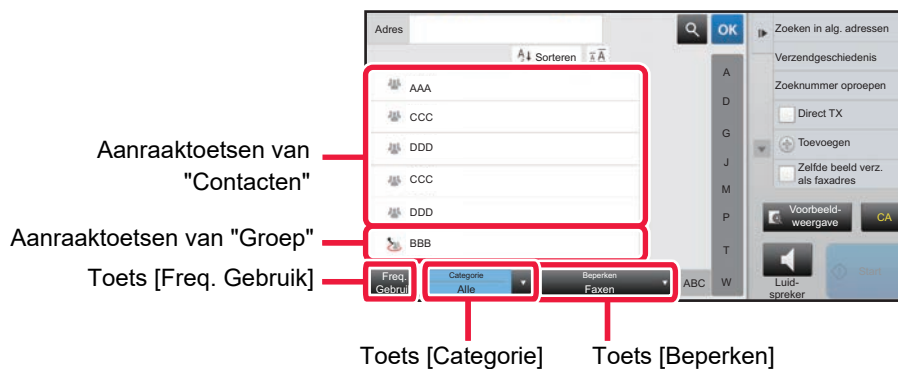 Adres
OK
Sorteren
AAA
CCC
DDD
CCC
DDD
BBB
A
D
G
J
M
P
T
W
ABC
Freq.
Gebrui
Categorie
Alle
Beperken
Faxen
Zoeken in alg. adressen
Verzendgeschiedenis
Zoeknummer oproepen
Direct TX
Toevoegen
Zelfde beeld verz.
als faxadres
Voorbeeld-
weergave
CA
Luid-
spreker
Start
Aanraaktoetsen van
"Contacten"
Aanraaktoetsen van "Groep"
Toets [Freq. Gebruik]
Toets [Categorie]
Toets [Beperken]